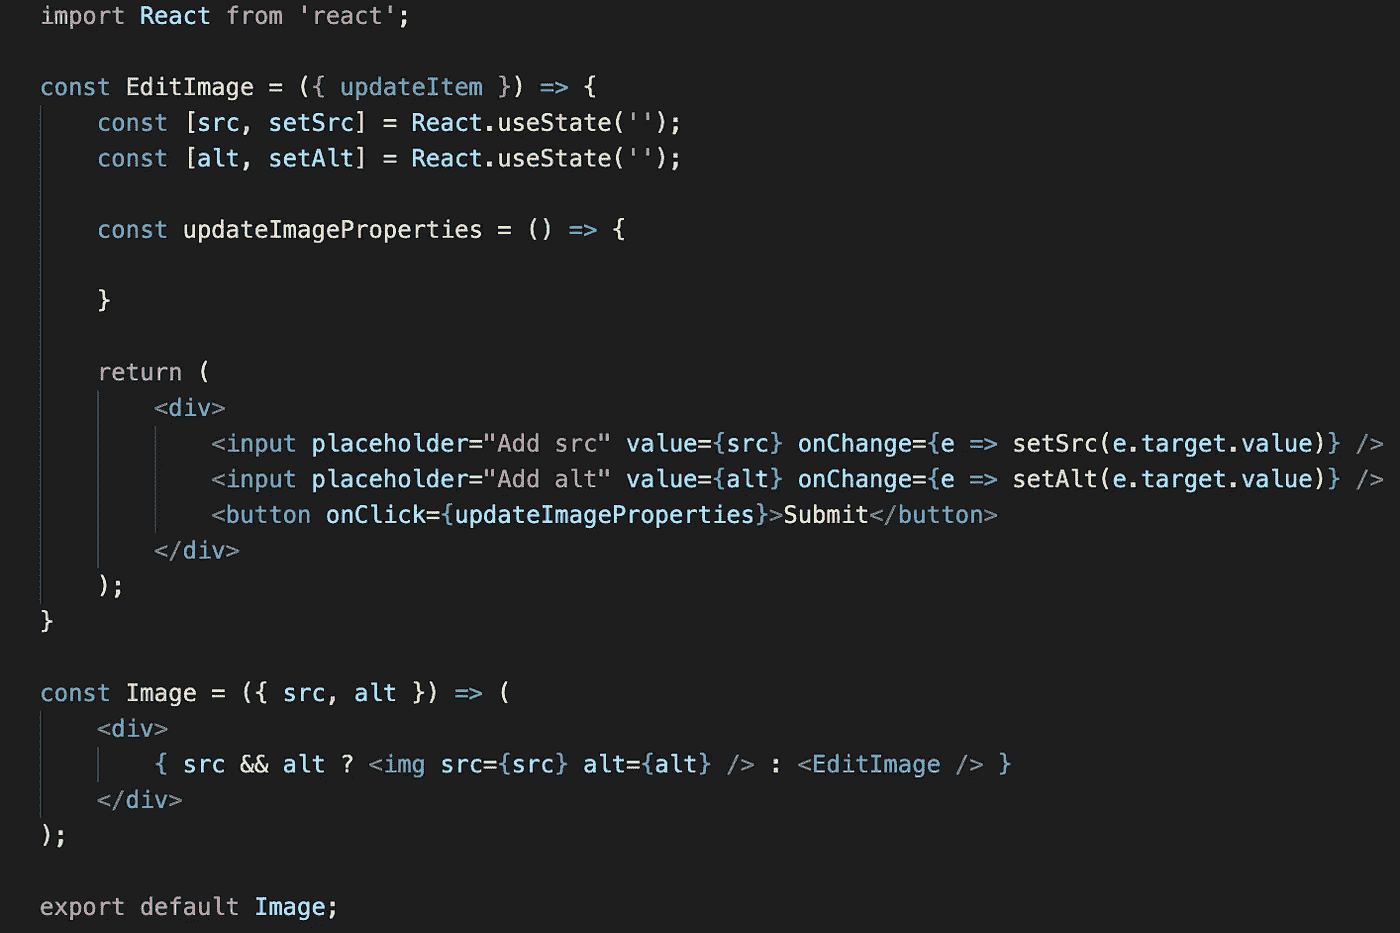 import React from 'react';
const EditImage = ({ updateItem }) => {
const [src, setSrc] = React.useState('');
const [alt, setAlt] = React.useState('');
const updateImageProperties = () => {
}
return (
<div>
<input placeholder="Add src" value={src} onChange={e => setSrc(e.target.value)} />
<input placeholder="Add alt" value={alt} onChange={e => setAlt(e.target.value)} />
<button onClick={updateImageProperties}>Submit</button>
</div>
);
}
const Image = ({ src, alt }) => (
<div>
{ src && alt ? <img src={src} alt={alt} /> : <EditImage /> }
</div>
);
export default Image;